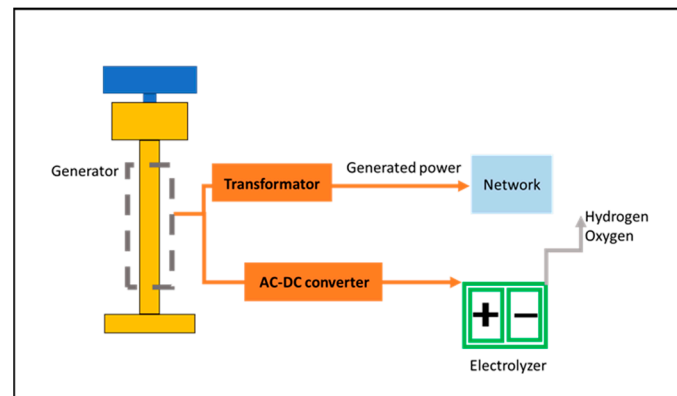 Generator
Transformator
Generated power
Network
Hydrogen
Oxygen
AC-DC converter
+ −
Electrolyzer